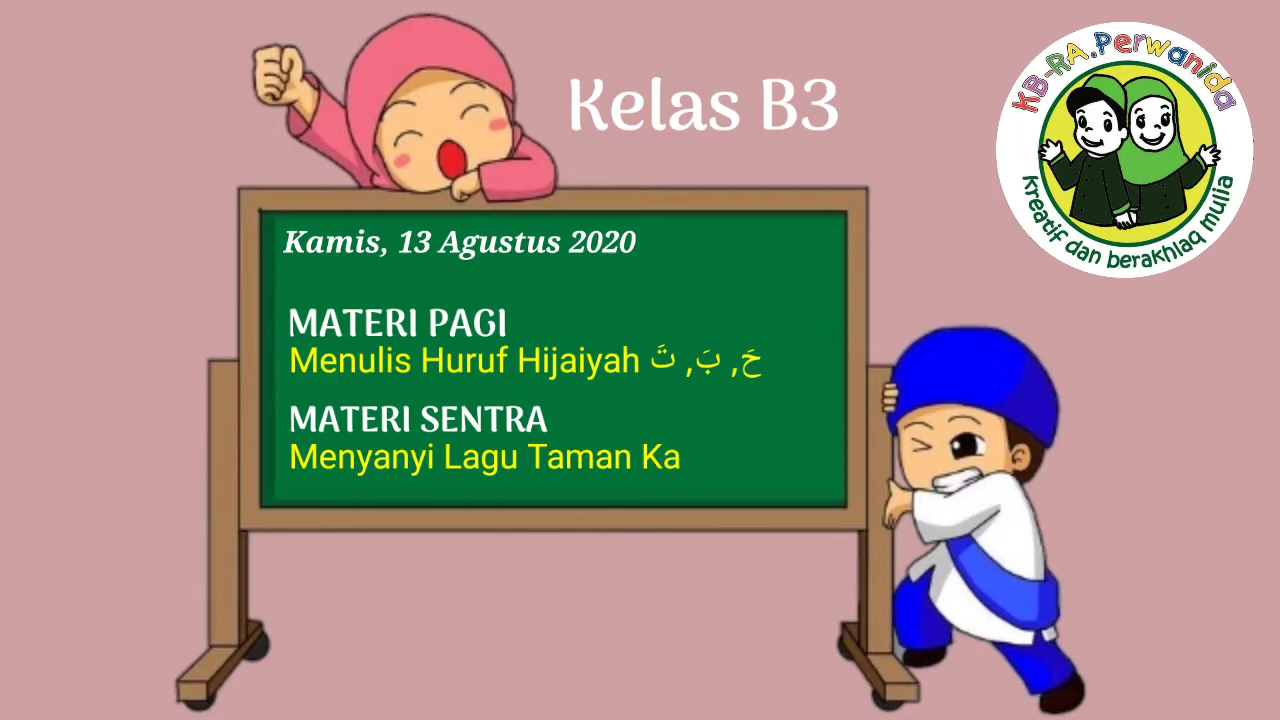 Kelas B3
KB-RA.Perwanida
Kreatif dan berakhlaq mulia
Kamis, 13 Agustus 2020
MATERI PAGI
Menulis Huruf Hijaiyah تَ ,بَ ,حَ
MATERI SENTRA
Menyanyi Lagu Taman Ka